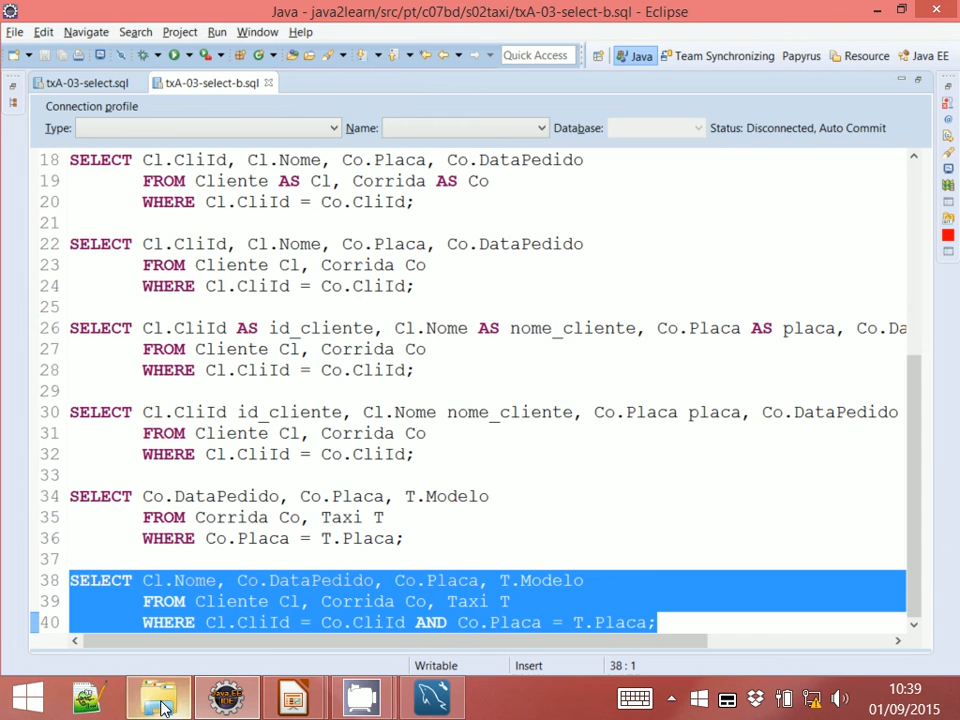 Java - java2learn/src/pt/c07bd/s02taxi/txA-03-select-b.sql - Eclipse
File Edit Navigate Search Project Run Window Help
Quick Access Java Team Synchronizing Papyrus Resource Java EE
txA-03-select.sql txA-03-select-b.sql
Connection profile
Type: Name: Database: Status: Disconnected, Auto Commit
18 SELECT Cl.CliId, Cl.Nome, Co.Placa, Co.DataPedido
19 FROM Cliente AS Cl, Corrida AS Co
20 WHERE Cl.CliId = Co.CliId;
21
22 SELECT Cl.CliId, Cl.Nome, Co.Placa, Co.DataPedido
23 FROM Cliente Cl, Corrida Co
24 WHERE Cl.CliId = Co.CliId;
25
26 SELECT Cl.CliId AS id_cliente, Cl.Nome AS nome_cliente, Co.Placa AS placa, Co.Da
27 FROM Cliente Cl, Corrida Co
28 WHERE Cl.CliId = Co.CliId;
29
30 SELECT Cl.CliId id_cliente, Cl.Nome nome_cliente, Co.Placa placa, Co.DataPedido
31 FROM Cliente Cl, Corrida Co
32 WHERE Cl.CliId = Co.CliId;
33
34 SELECT Co.DataPedido, Co.Placa, T.Modelo
35 FROM Corrida Co, Taxi T
36 WHERE Co.Placa = T.Placa;
37
38 SELECT Cl.Nome, Co.DataPedido, Co.Placa, T.Modelo
39 FROM Cliente Cl, Corrida Co, Taxi T
40 WHERE Cl.CliId = Co.CliId AND Co.Placa = T.Placa;
Writable Insert 38 : 1
Java EE
IDE
10:39
01/09/2015